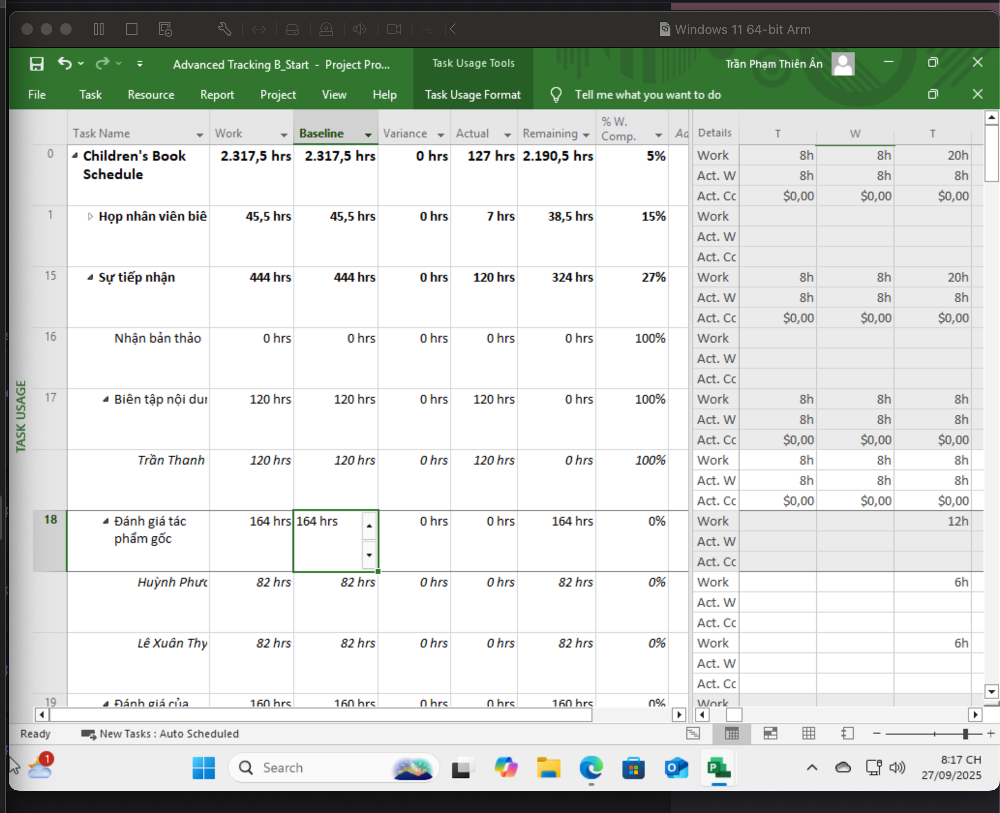 Windows 11 64-bit Arm
Advanced Tracking B_Start - Project Pro...
Task Usage Tools
Trần Phạm Thiên Ân
File Task Resource Report Project View Help Task Usage Format Tell me what you want to do
Task Name Work Baseline Variance Actual Remaining % W. Comp. Details T W T
0 Children's Book Schedule 2.317,5 hrs 2.317,5 hrs 0 hrs 127 hrs 2.190,5 hrs 5% Work 8h 8h 20h
Act. W 8h 8h 8h
Act. Cc $0,00 $0,00 $0,00
1 Họp nhân viên biê 45,5 hrs 45,5 hrs 0 hrs 7 hrs 38,5 hrs 15% Work
Act. W
Act. Cc
15 Sự tiếp nhận 444 hrs 444 hrs 0 hrs 120 hrs 324 hrs 27% Work 8h 8h 20h
Act. W 8h 8h 8h
Act. Cc $0,00 $0,00 $0,00
16 Nhận bản thảo 0 hrs 0 hrs 0 hrs 0 hrs 0 hrs 100% Work
Act. W
Act. Cc
17 Biên tập nội dur 120 hrs 120 hrs 0 hrs 120 hrs 0 hrs 100% Work 8h 8h 8h
Act. W 8h 8h 8h
Act. Cc $0,00 $0,00 $0,00
Trần Thanh 120 hrs 120 hrs 0 hrs 120 hrs 0 hrs 100% Work 8h 8h 8h
Act. W 8h 8h 8h
Act. Cc $0,00 $0,00 $0,00
18 Đánh giá tác phẩm gốc 164 hrs 164 hrs 0 hrs 0 hrs 164 hrs 0% Work 12h
Act. W
Act. Cc
Huỳnh Phươ 82 hrs 82 hrs 0 hrs 0 hrs 82 hrs 0% Work 6h
Act. W
Act. Cc
Lê Xuân Thy 82 hrs 82 hrs 0 hrs 0 hrs 82 hrs 0% Work 6h
Act. W
Act. Cc
19 Đánh giá của 160 hrs 160 hrs 0 hrs 0 hrs 160 hrs 0% Work
TASK USAGE
Ready New Tasks : Auto Scheduled
1 Search 8:17 CH
27/09/2025